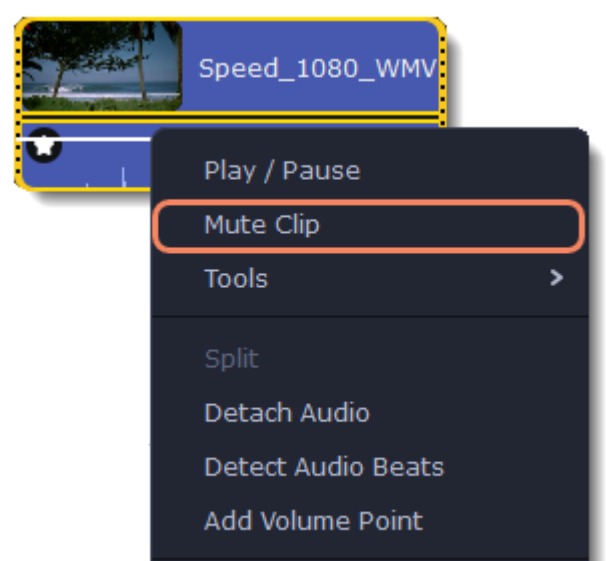 Speed_1080_WMV
Play / Pause
Mute Clip
Tools
Split
Detach Audio
Detect Audio Beats
Add Volume Point